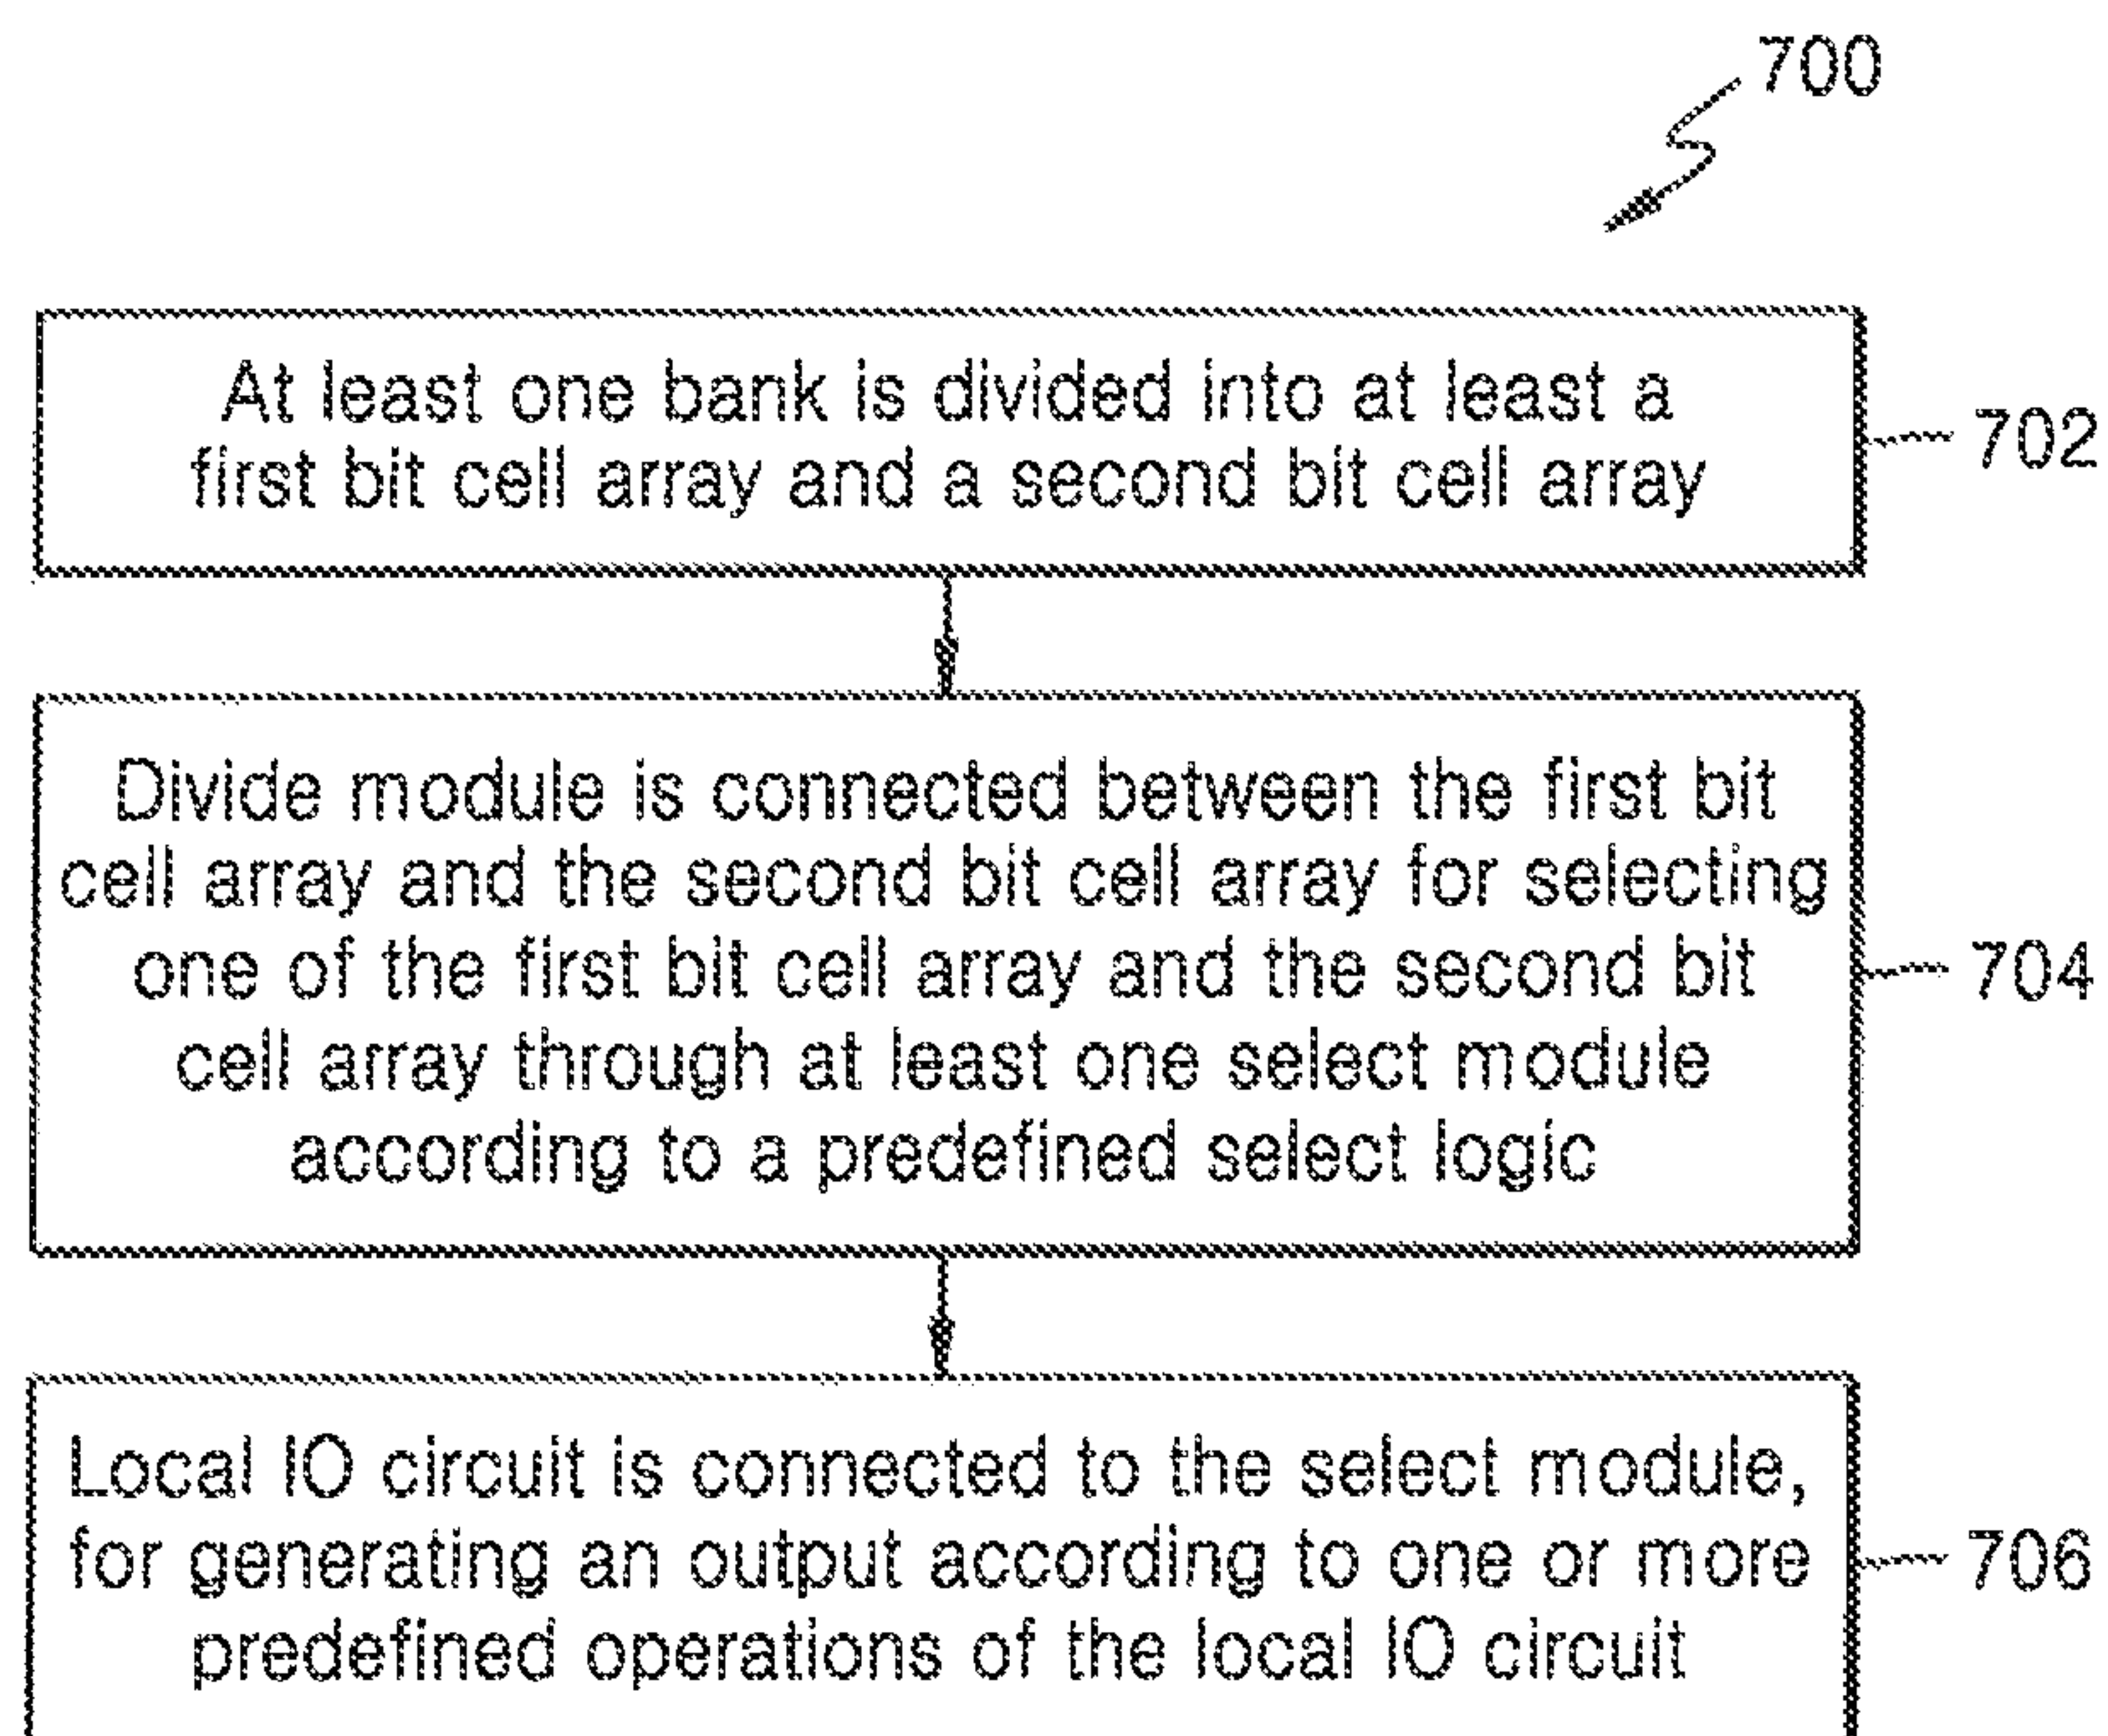 700
At least one bank is divided into at least a
first bit cell array and a second bit cell array
702
Divide module is connected between the first bit
cell array and the second bit cell array for selecting
one of the first bit cell array and the second bit
cell array through at least one select module
according to a predefined select logic
704
Local IO circuit is connected to the select module,
for generating an output according to one or more
predefined operations of the local IO circuit
706